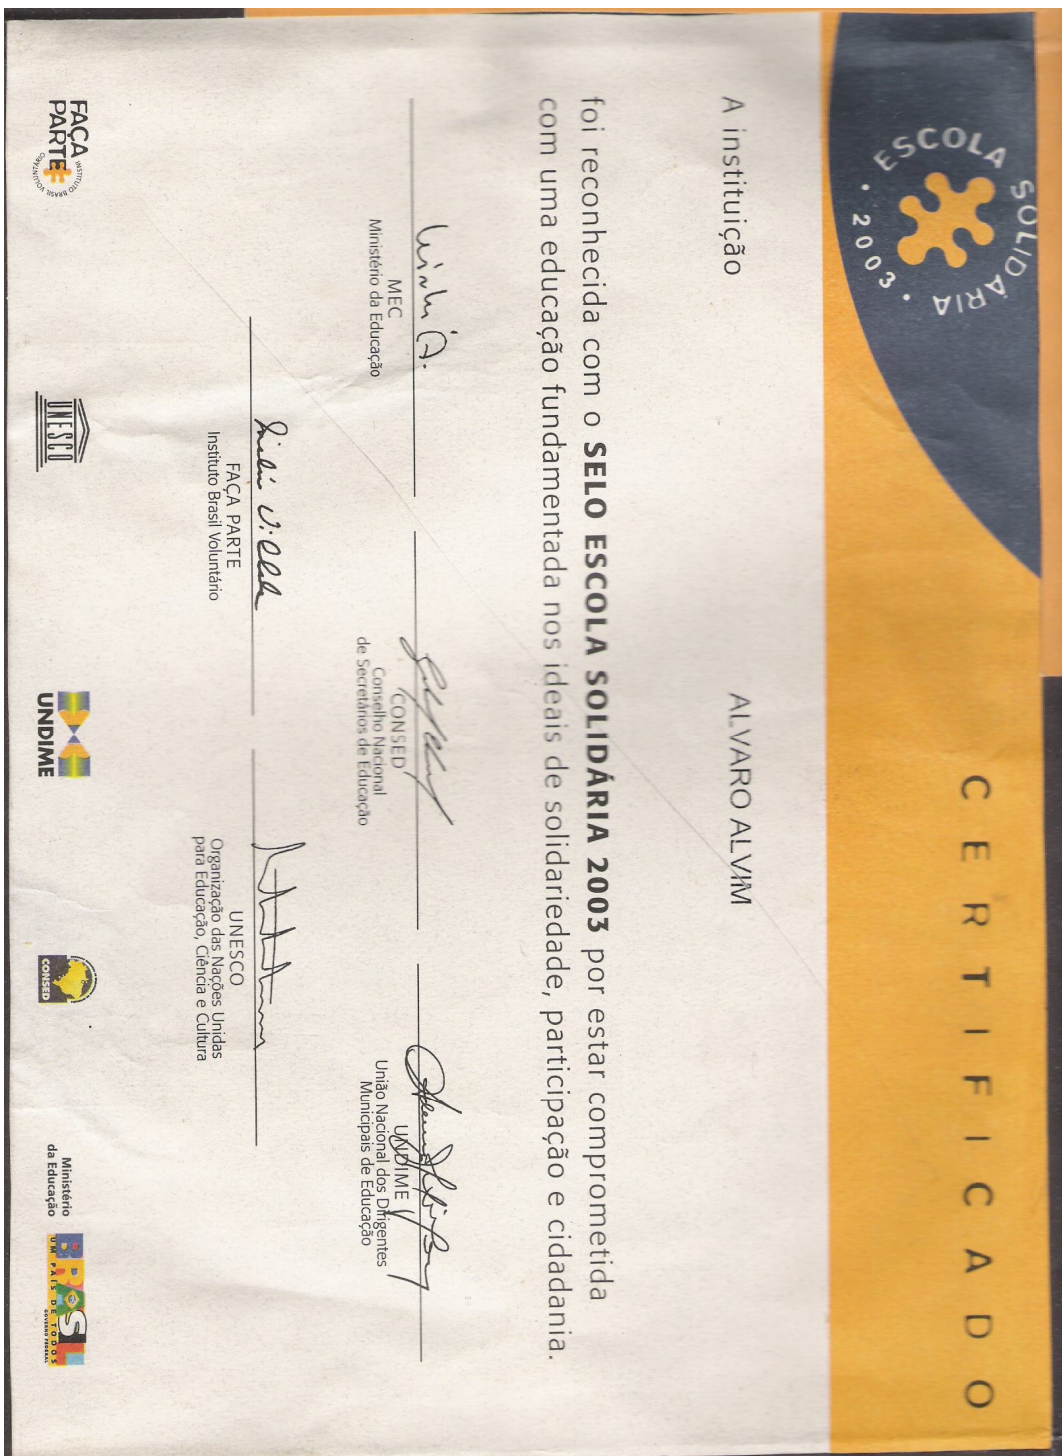 ESCOLA SOLIDÁRIA
• 2003 •
CERTIFICADO
A instituição
ALVARO ALVIM
foi reconhecida com o SELO ESCOLA SOLIDÁRIA 2003 por estar comprometida
com uma educação fundamentada nos ideais de solidariedade, participação e cidadania.
MEC
Ministério da Educação
CONSED
Conselho Nacional
de Secretários de Educação
UNDIME
União Nacional dos Dirigentes
Municipais de Educação
FAÇA PARTE
Instituto Brasil Voluntário
UNESCO
Organização das Nações Unidas
para Educação, Ciência e Cultura
FAÇA
PARTE
INSTITUTO BRASIL VOLUNTÁRIO
UNESCO
UNDIME
CONSED
Ministério
da Educação
BRASIL
UM PAÍS DE TODOS
GOVERNO FEDERAL